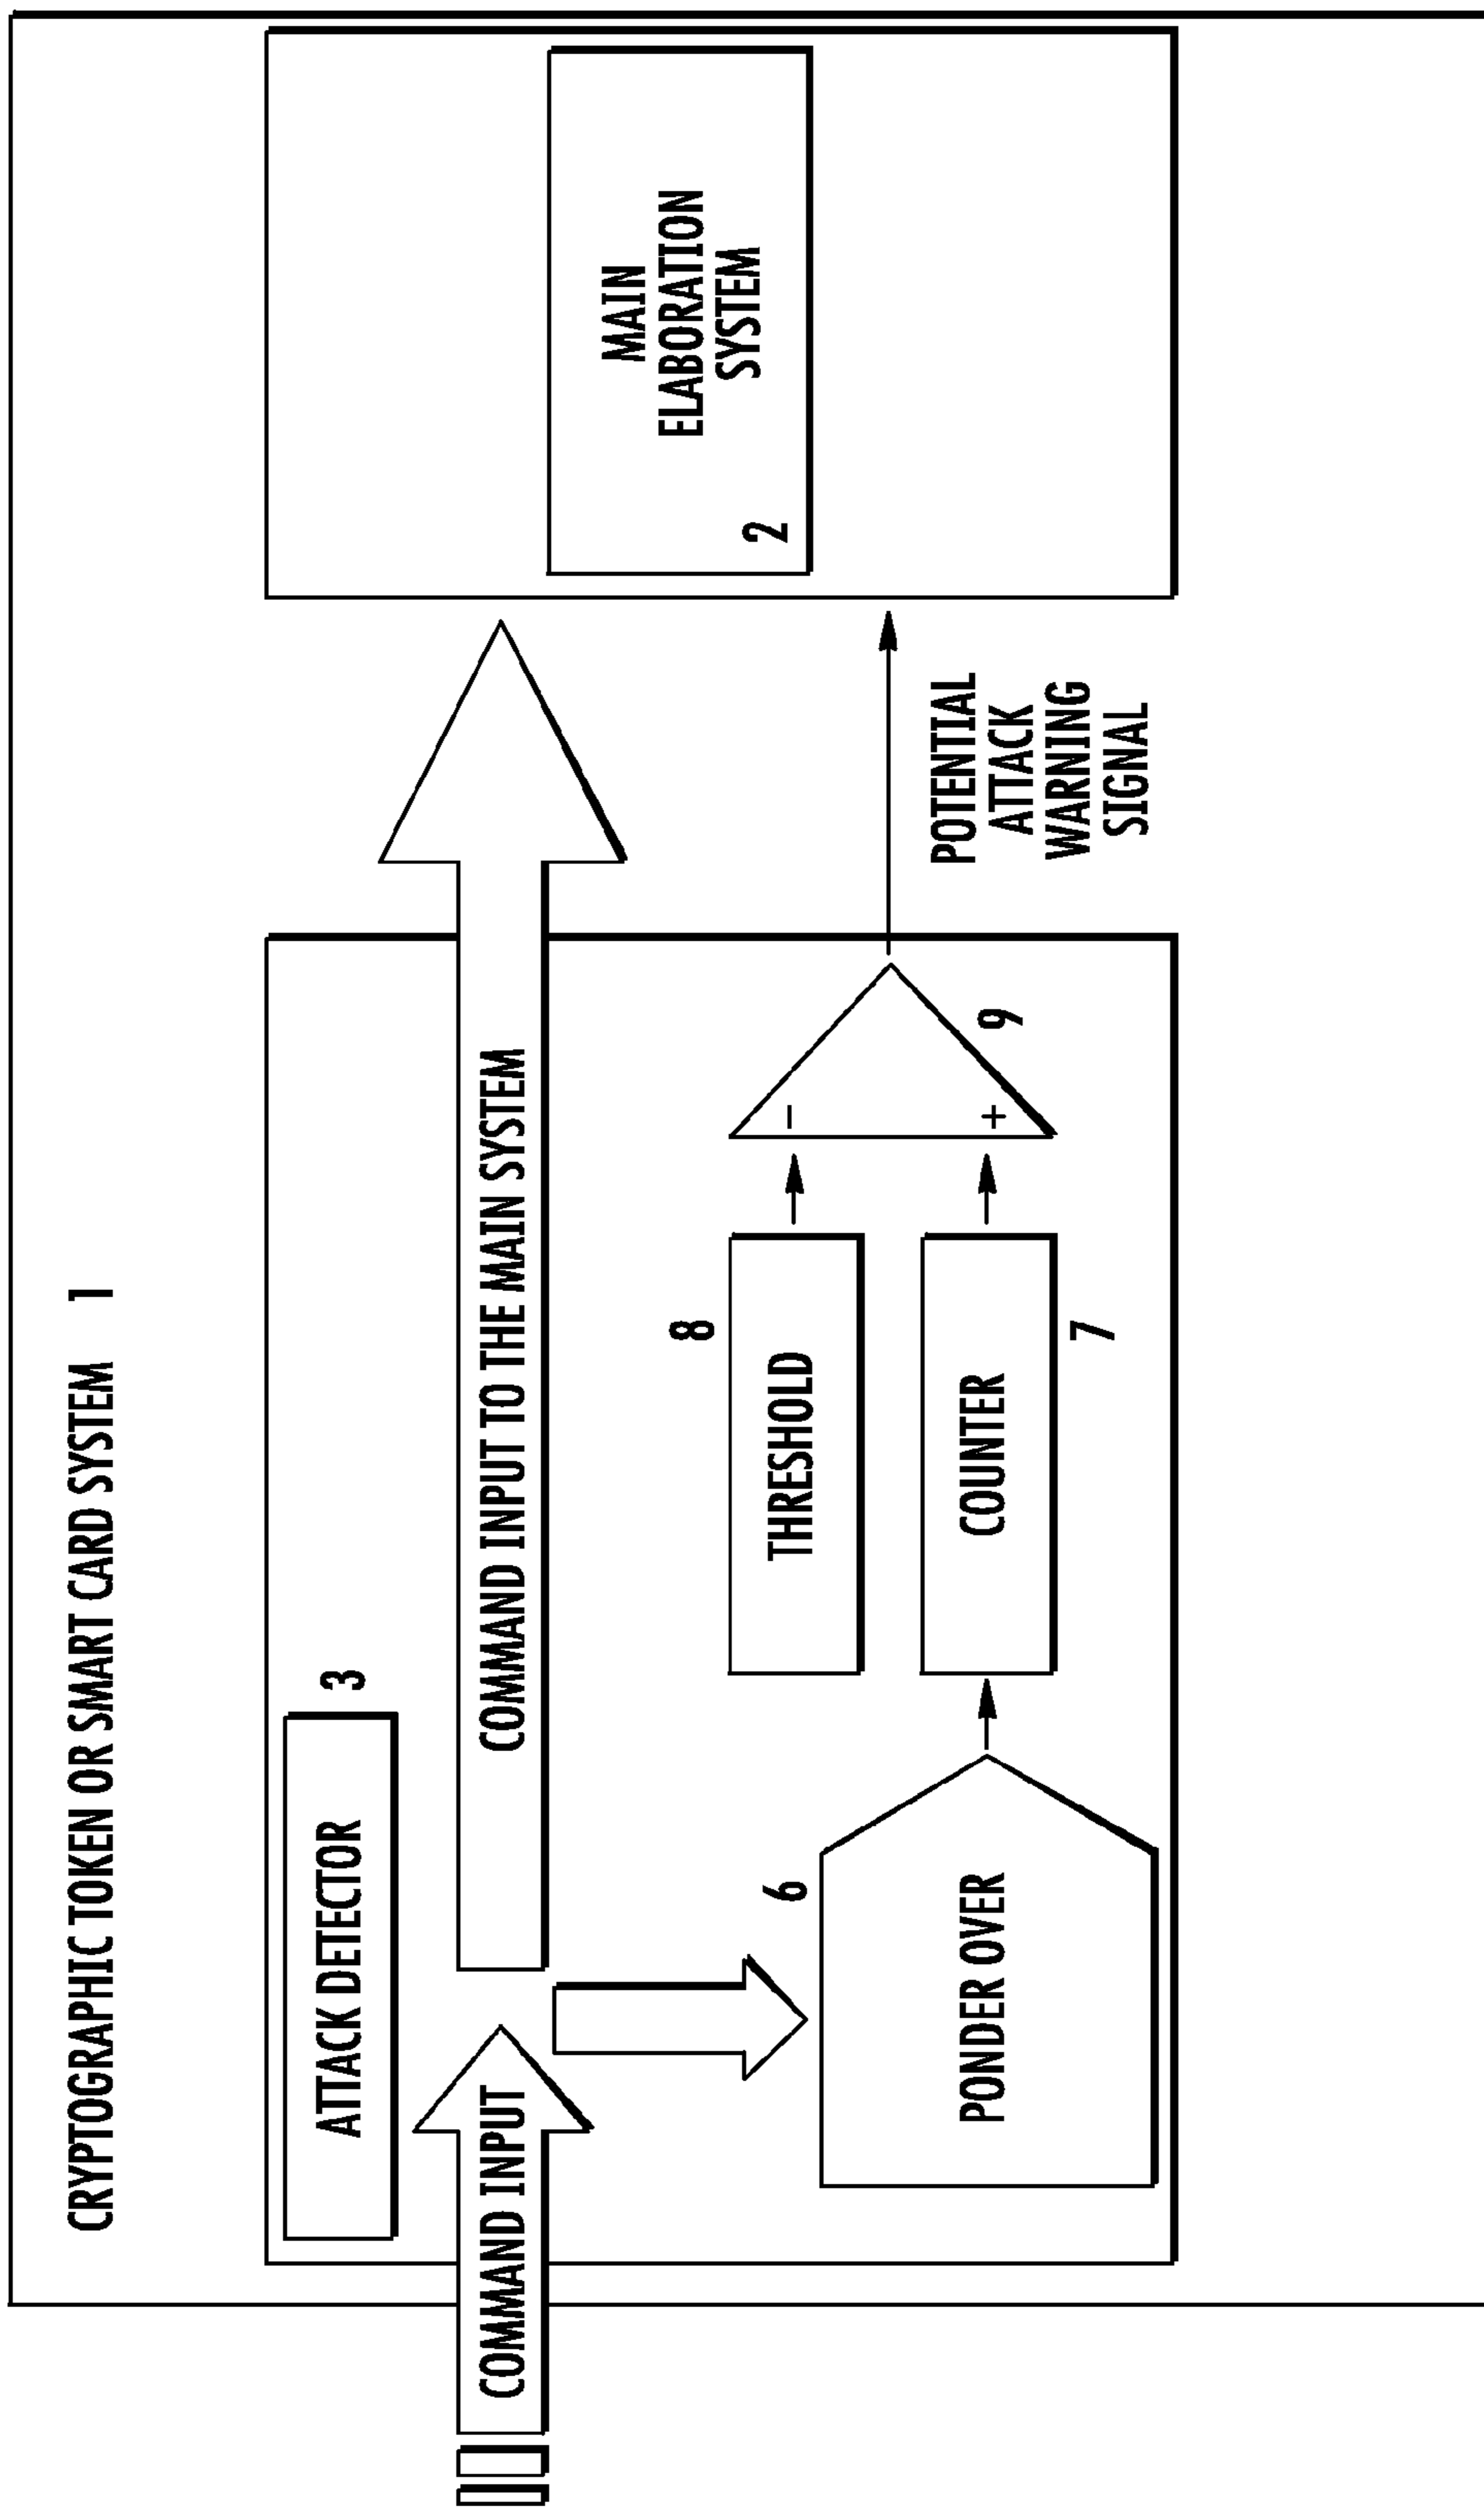 CRYPTOGRAPHIC TOKEN OR SMART CARD SYSTEM 1
ATTACK DETECTOR
3
COMMAND INPUT
COMMAND INPUT TO THE MAIN SYSTEM
MAIN
ELABORATION
SYSTEM
2
6
PONDER OVER
THRESHOLD
8
COUNTER
7
−
+
9
POTENTIAL
ATTACK
WARNING
SIGNAL